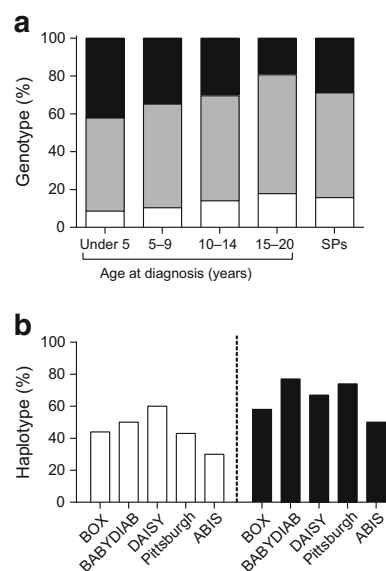 a
Genotype (%)
100
80
60
40
20
0
Under 5 5–9 10–14 15–20 SPs
Age at diagnosis (years)
b
Haplotype (%)
100
80
60
40
20
0
BOX BABYDIAB DAISY Pittsburgh ABIS BOX BABYDIAB DAISY Pittsburgh ABIS